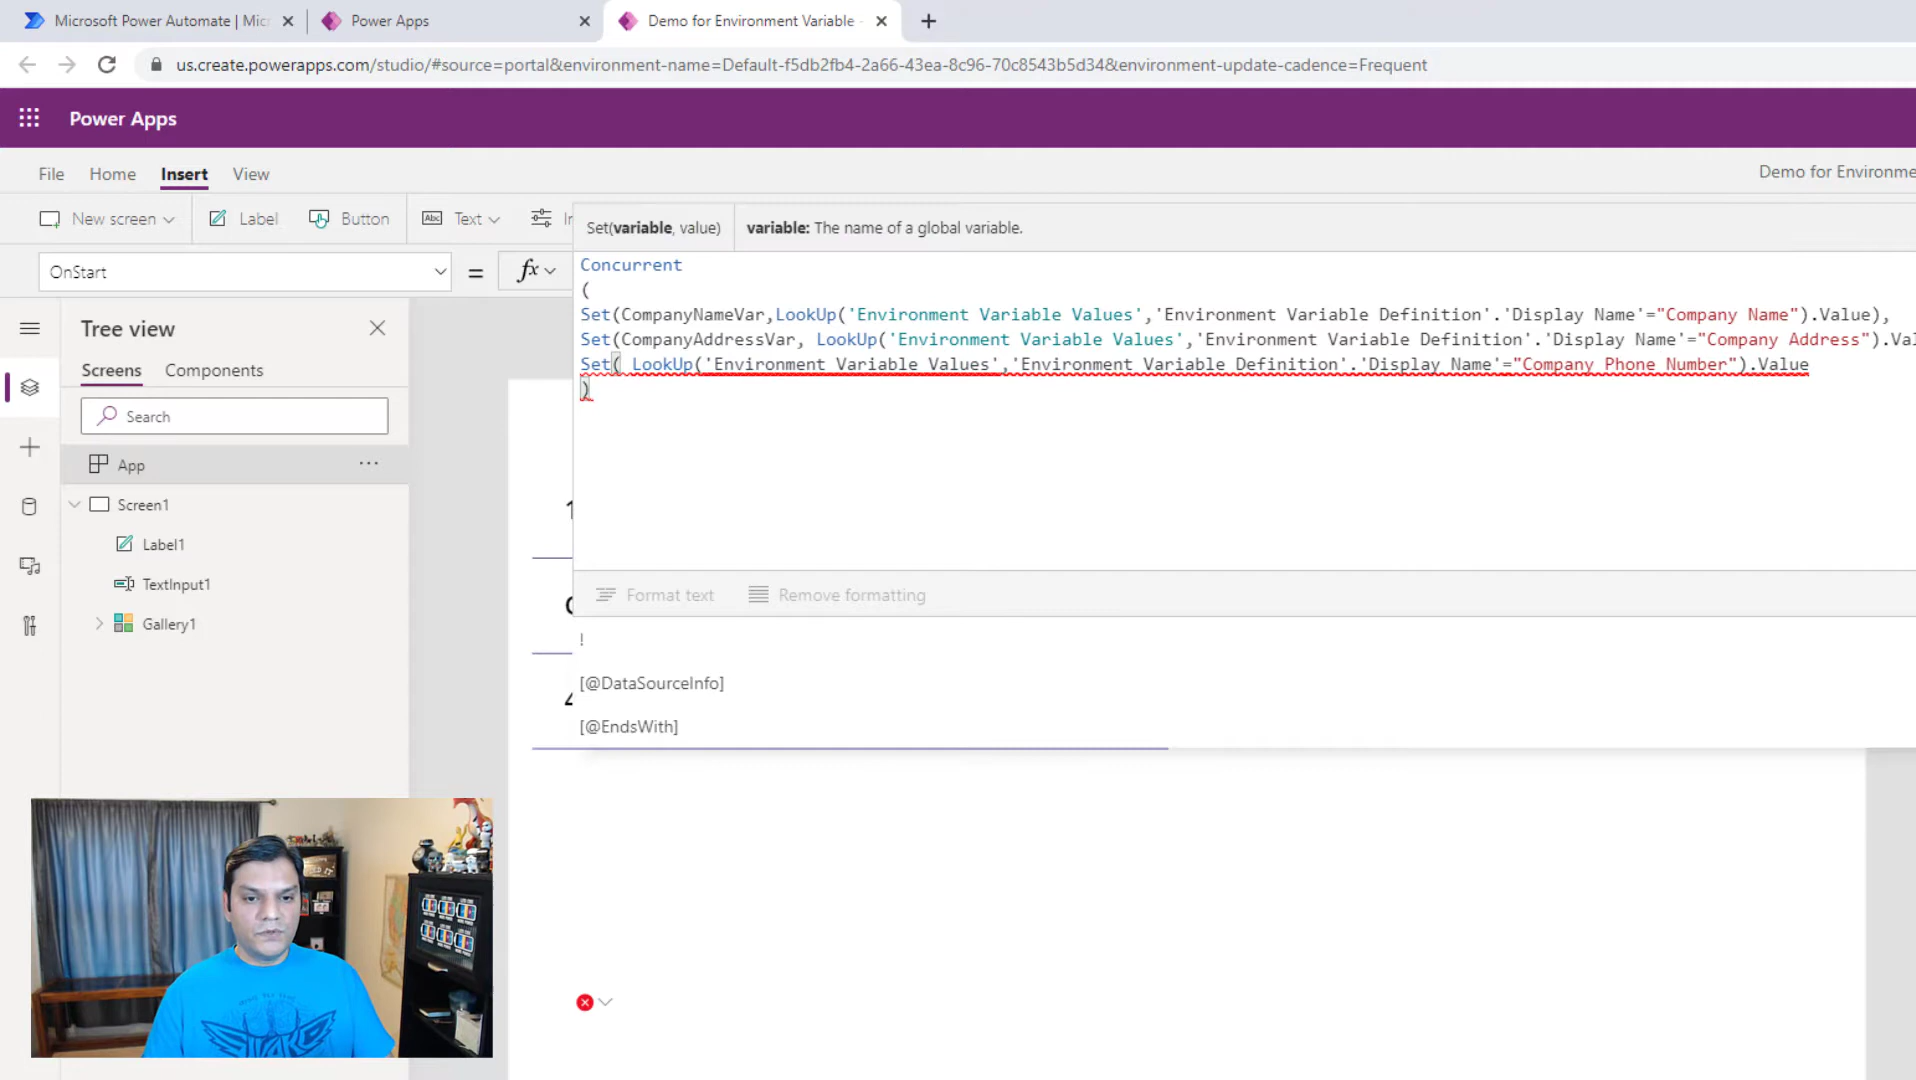 Microsoft Power Automate | Mic
Power Apps
Demo for Environment Variable -
us.create.powerapps.com/studio/#source=portal&environment-name=Default-f5db2fb4-2a66-43ea-8c96-70c8543b5d34&environment-update-cadence=Frequent
Power Apps
File Home Insert View
Demo for Environme
New screen Label Button Abc Text
Set(variable, value) variable: The name of a global variable.
OnStart = fx
Concurrent
(
Set(CompanyNameVar,LookUp('Environment Variable Values','Environment Variable Definition'.'Display Name'="Company Name").Value),
Set(CompanyAddressVar, LookUp('Environment Variable Values','Environment Variable Definition'.'Display Name'="Company Address").Val
Set( LookUp('Environment Variable Values','Environment Variable Definition'.'Display Name'="Company Phone Number").Value
)
Tree view
Screens Components
Search
App
Screen1
Label1
TextInput1
Gallery1
Format text Remove formatting
!
[@DataSourceInfo]
[@EndsWith]